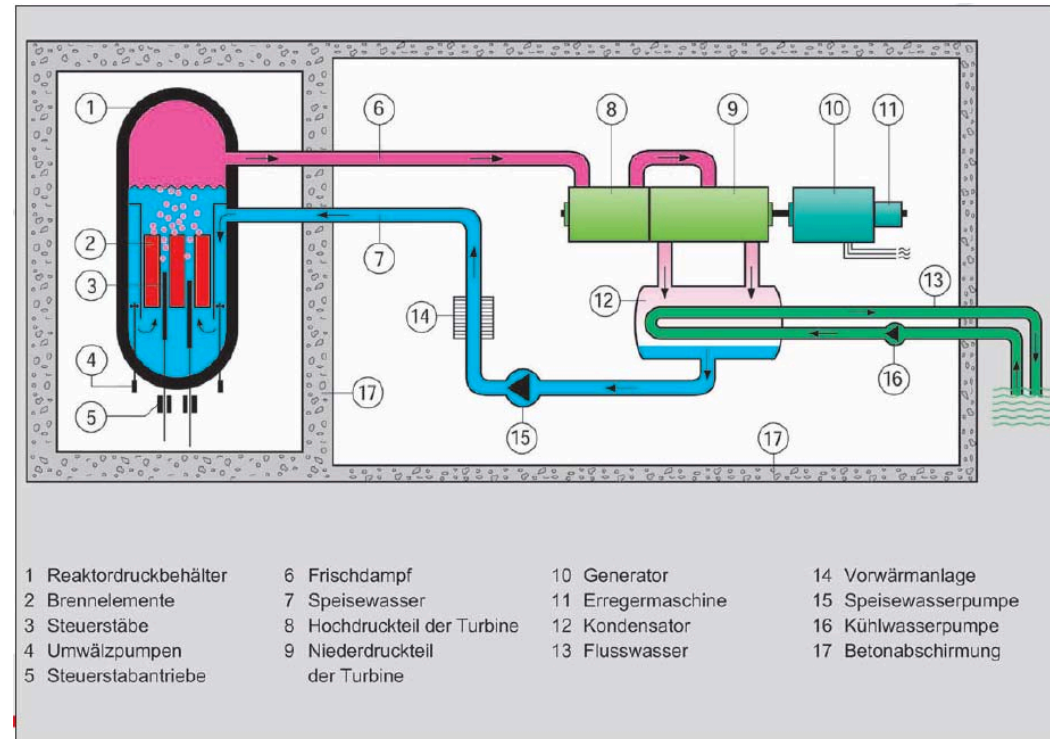 1
6
8
9
10
11
2
3
7
12
13
14
4
17
16
5
15
17
1 Reaktordruckbehälter
2 Brennelemente
3 Steuerstäbe
4 Umwälzpumpen
5 Steuerstabantriebe
6 Frischdampf
7 Speisewasser
8 Hochdruckteil der Turbine
9 Niederdruckteil
der Turbine
10 Generator
11 Erregermaschine
12 Kondensator
13 Flusswasser
14 Vorwärmanlage
15 Speisewasserpumpe
16 Kühlwasserpumpe
17 Betonabschirmung